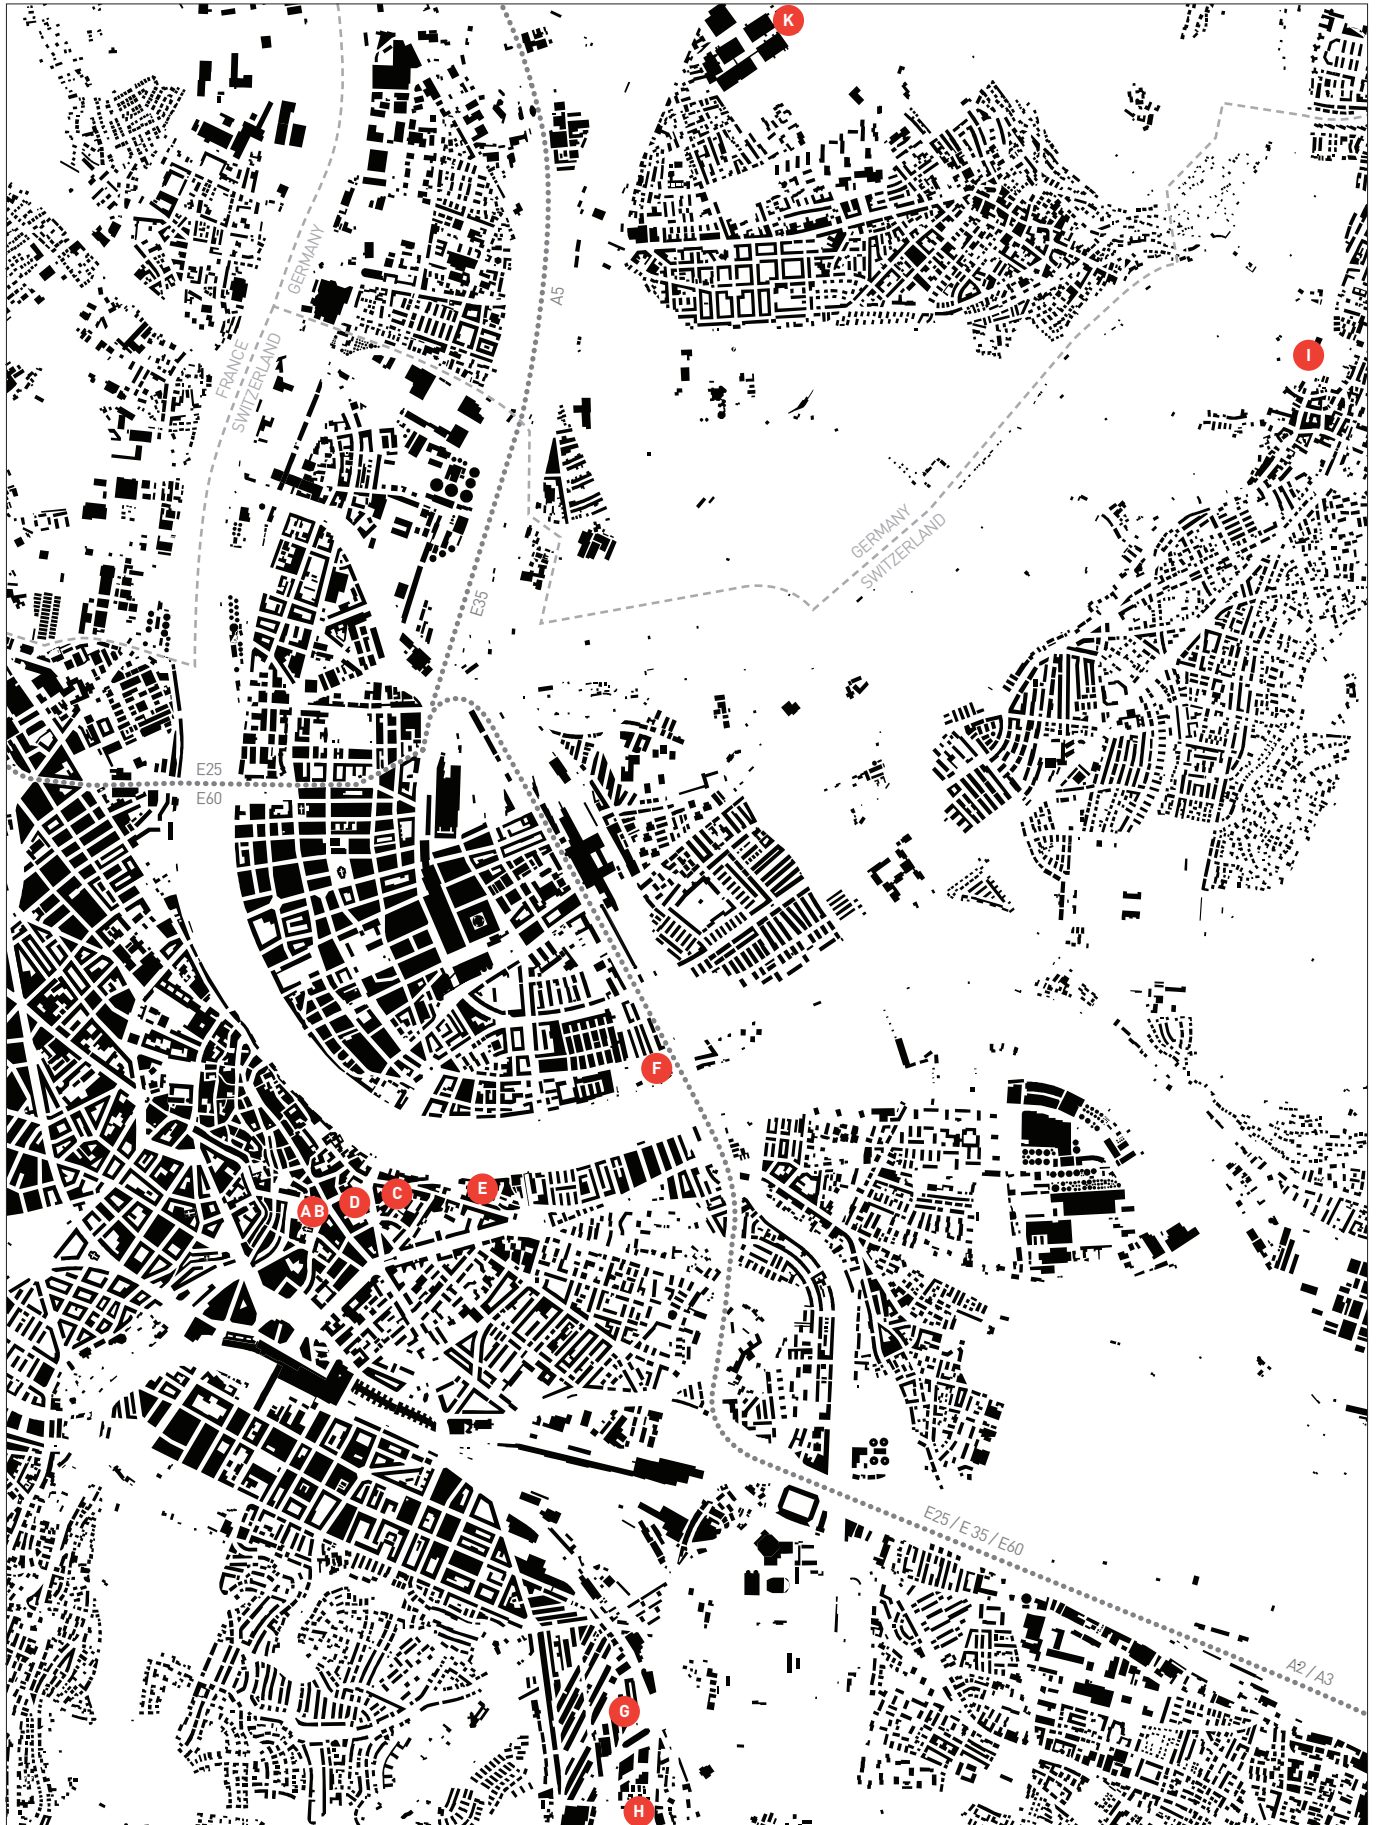 K
GERMANY
A5
FRANCE
SWITZERLAND
I
GERMANY
SWITZERLAND
E35
E25
E60
F
E
C
D
A B
E25 / E 35 / E60
A2 / A3
G
H